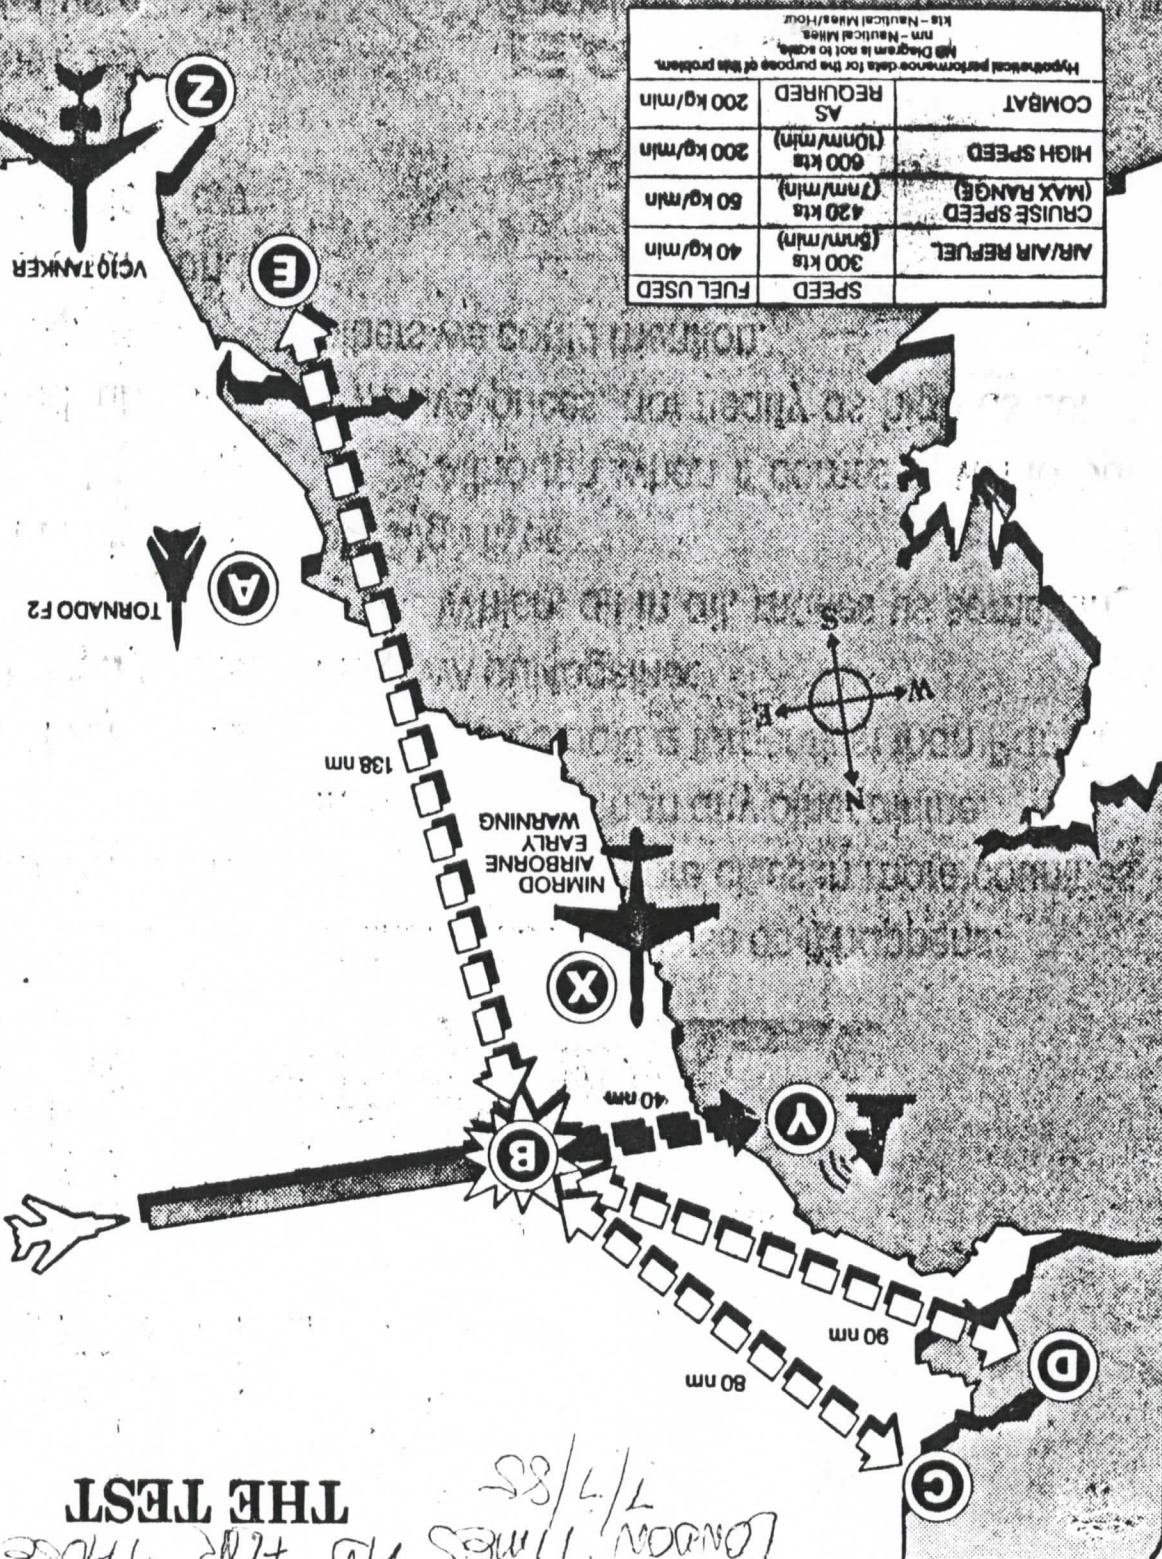 LONDON TIMES
7/7/85
THE TEST
C
80 nm
90 nm
D
B
Y
40 nm
X
NIMROD
AIRBORNE
EARLY
WARNING
138 nm
N
W
E
S
A
TORNADO F2
E
VC10 TANKER
Z
SPEED FUEL USED
AIR/AIR REFUEL 300 kts (5nm/min) 40 kg/min
CRUISE SPEED (MAX RANGE) 420 kts (7nm/min) 50 kg/min
HIGH SPEED 600 kts (10nm/min) 200 kg/min
COMBAT AS REQUIRED 200 kg/min
Hypothetical performance data for the purpose of this problem.
NB Diagram is not to scale.
nm - Nautical Miles
kts - Nautical Miles/Hour